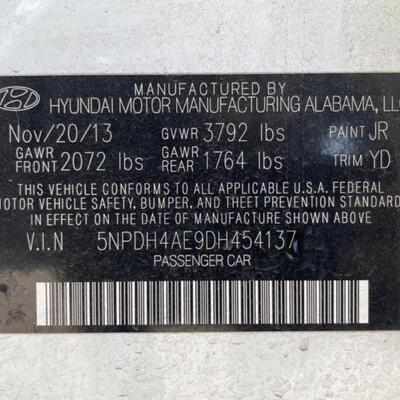 MANUFACTURED BY
HYUNDAI MOTOR MANUFACTURING ALABAMA, LLC
Nov/20/13 GVWR 3792 lbs PAINT JR
GAWR FRONT 2072 lbs GAWR REAR 1764 lbs TRIM YD
THIS VEHICLE CONFORMS TO ALL APPLICABLE U.S.A. FEDERAL
MOTOR VEHICLE SAFETY, BUMPER, AND THEFT PREVENTION STANDARD
IN EFFECT ON THE DATE OF MANUFACTURE SHOWN ABOVE.
V.I.N 5NPDH4AE9DH454137
PASSENGER CAR